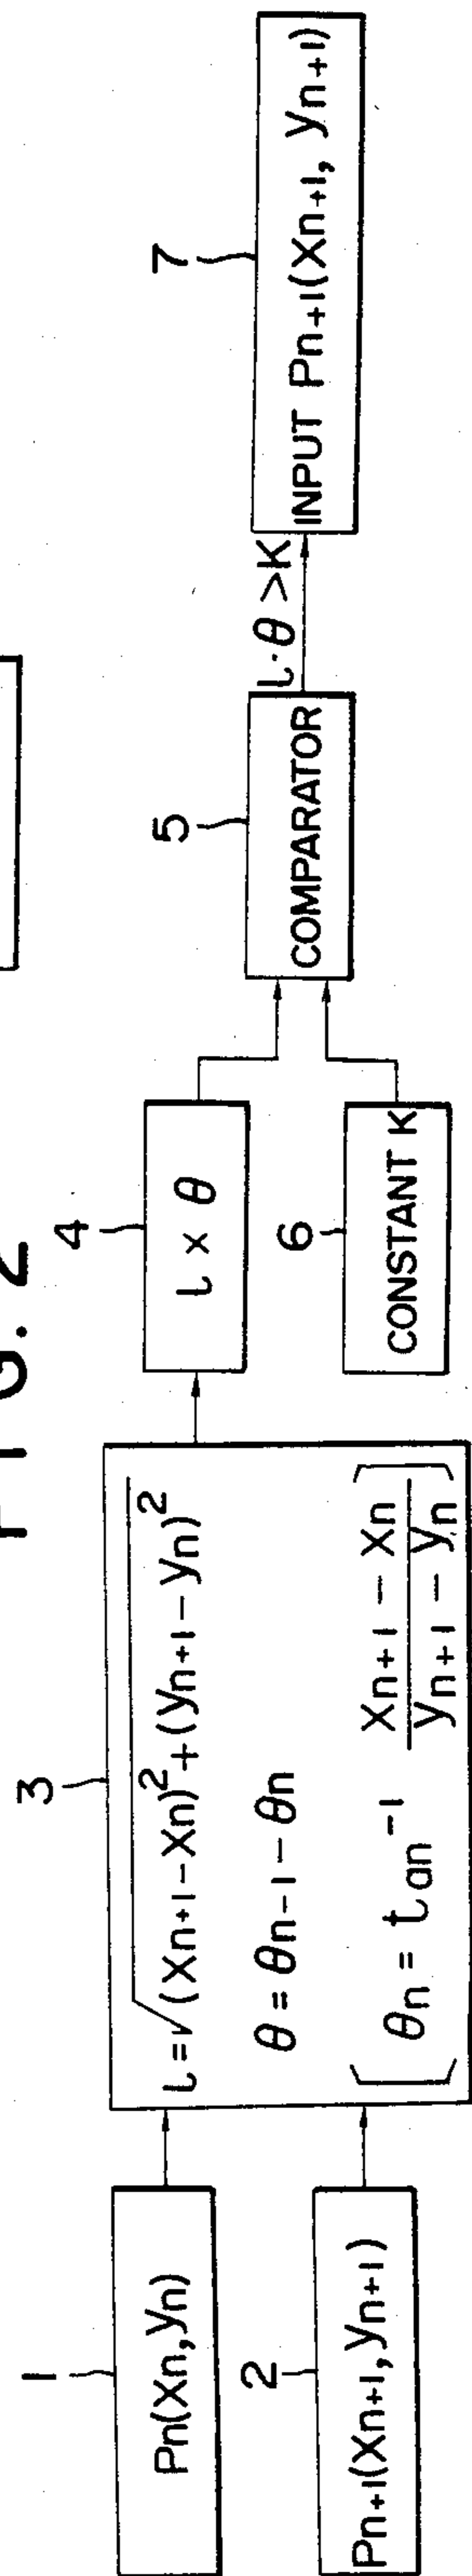 FIG. 2
1
Pn(Xn,yn)
2
Pn+1(Xn+1,yn+1)
3
l=√(Xn+1-Xn)²+(yn+1-yn)²
θ = θn-1 - θn
[θn = tan⁻¹ Xn+1 - Xn / yn+1 - yn]
4
l × θ
6
CONSTANT K
5
COMPARATOR
l·θ >K
7
INPUT Pn+1(Xn+1, yn+1)